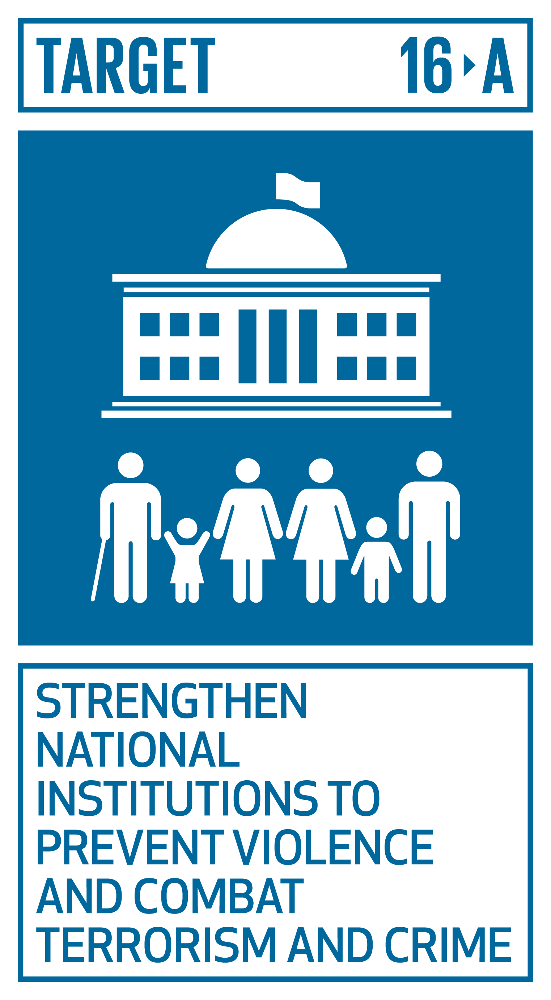 TARGET 16▸A
STRENGTHEN
NATIONAL
INSTITUTIONS TO
PREVENT VIOLENCE
AND COMBAT
TERRORISM AND CRIME